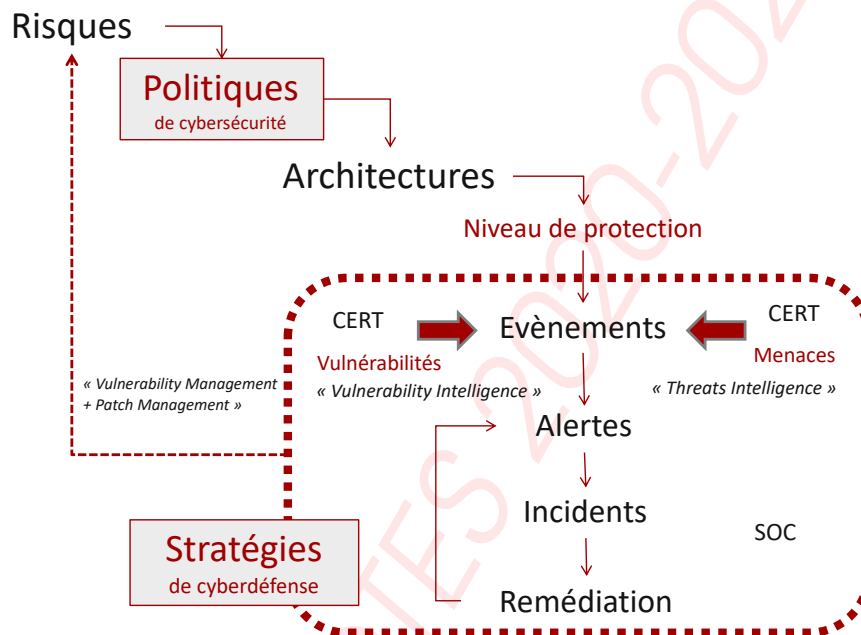 Risques
Politiques
de cybersécurité
Architectures
Niveau de protection
CERT
Evènements
CERT
Vulnérabilités
Menaces
« Vulnerability Management
+ Patch Management »
« Vulnerability Intelligence »
« Threats Intelligence »
Alertes
Incidents
SOC
Stratégies
de cyberdéfense
Remédiation